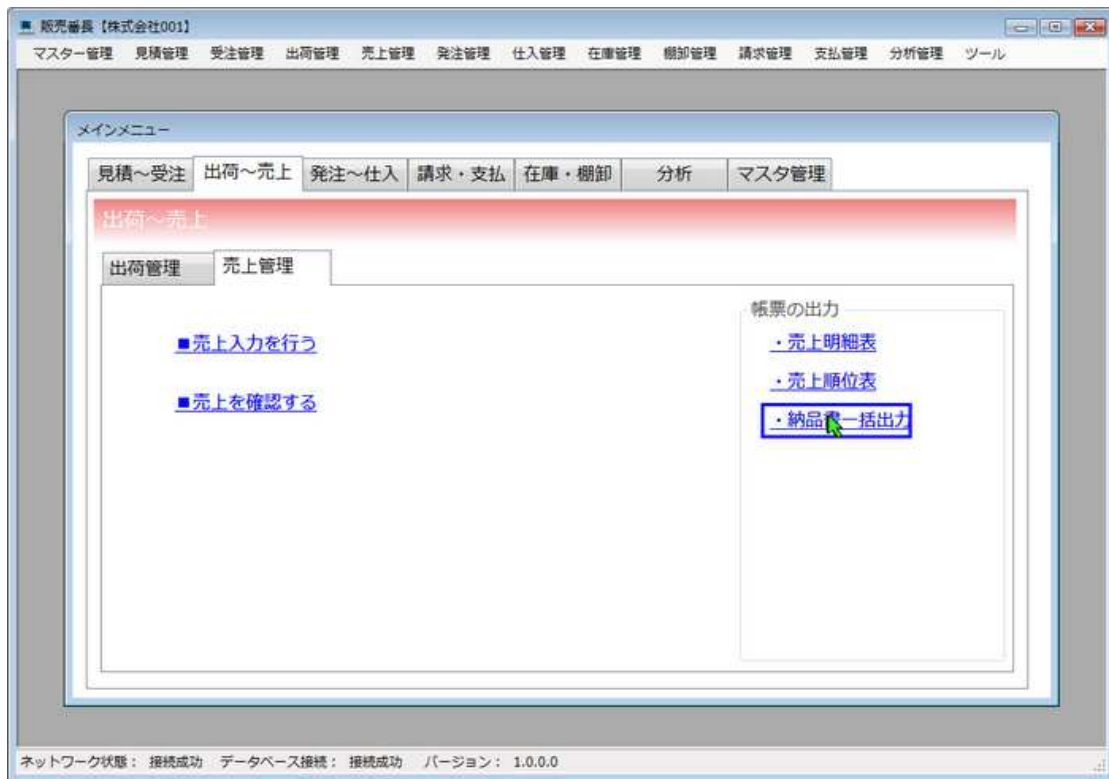 販売番長【株式会社001】
マスター管理 見積管理 受注管理 出荷管理 売上管理 発注管理 仕入管理 在庫管理 棚卸管理 請求管理 支払管理 分析管理 ツール
メインメニュー
見積～受注 出荷～売上 発注～仕入 請求・支払 在庫・棚卸 分析 マスタ管理
出荷～売上
出荷管理 売上管理
帳票の出力
■売上入力を行う
・売上明細表
・売上順位表
■売上を確認する
・納品書一括出力
ネットワーク状態： 接続成功 データベース接続： 接続成功 バージョン： 1.0.0.0